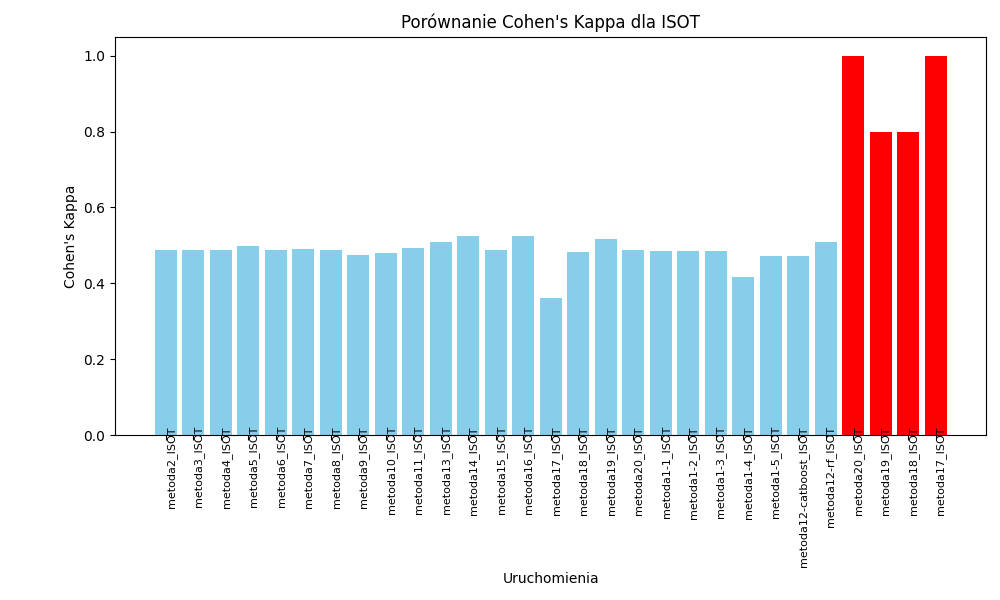 Porównanie Cohen's Kappa dla ISOT
1.0
0.8
0.6
0.4
0.2
0.0
Cohen's Kappa
metoda2_ISOT
metoda3_ISOT
metoda4_ISOT
metoda5_ISOT
metoda6_ISOT
metoda7_ISOT
metoda8_ISOT
metoda9_ISOT
metoda10_ISOT
metoda11_ISOT
metoda13_ISOT
metoda14_ISOT
metoda15_ISOT
metoda16_ISOT
metoda17_ISOT
metoda18_ISOT
metoda19_ISOT
metoda20_ISOT
metoda1-1_ISOT
metoda1-2_ISOT
metoda1-3_ISOT
metoda1-4_ISOT
metoda1-5_ISOT
metoda12-catboost_ISOT
metoda12-rf_ISOT
metoda20_ISOT
metoda19_ISOT
metoda18_ISOT
metoda17_ISOT
Uruchomienia